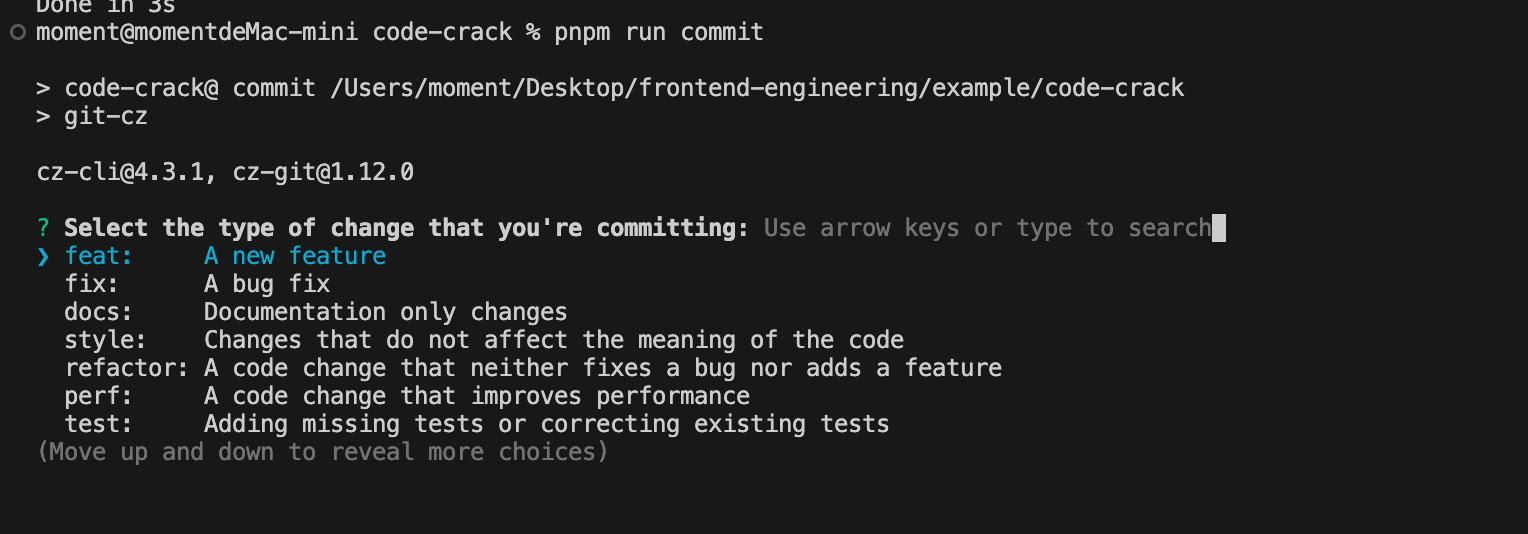 Done in 3s
moment@momentdeMac-mini code-crack % pnpm run commit
> code-crack@ commit /Users/moment/Desktop/frontend-engineering/example/code-crack
> git-cz
cz-cli@4.3.1, cz-git@1.12.0
? Select the type of change that you're committing: Use arrow keys or type to search
❯ feat:     A new feature
fix:      A bug fix
docs:     Documentation only changes
style:    Changes that do not affect the meaning of the code
refactor: A code change that neither fixes a bug nor adds a feature
perf:     A code change that improves performance
test:     Adding missing tests or correcting existing tests
(Move up and down to reveal more choices)